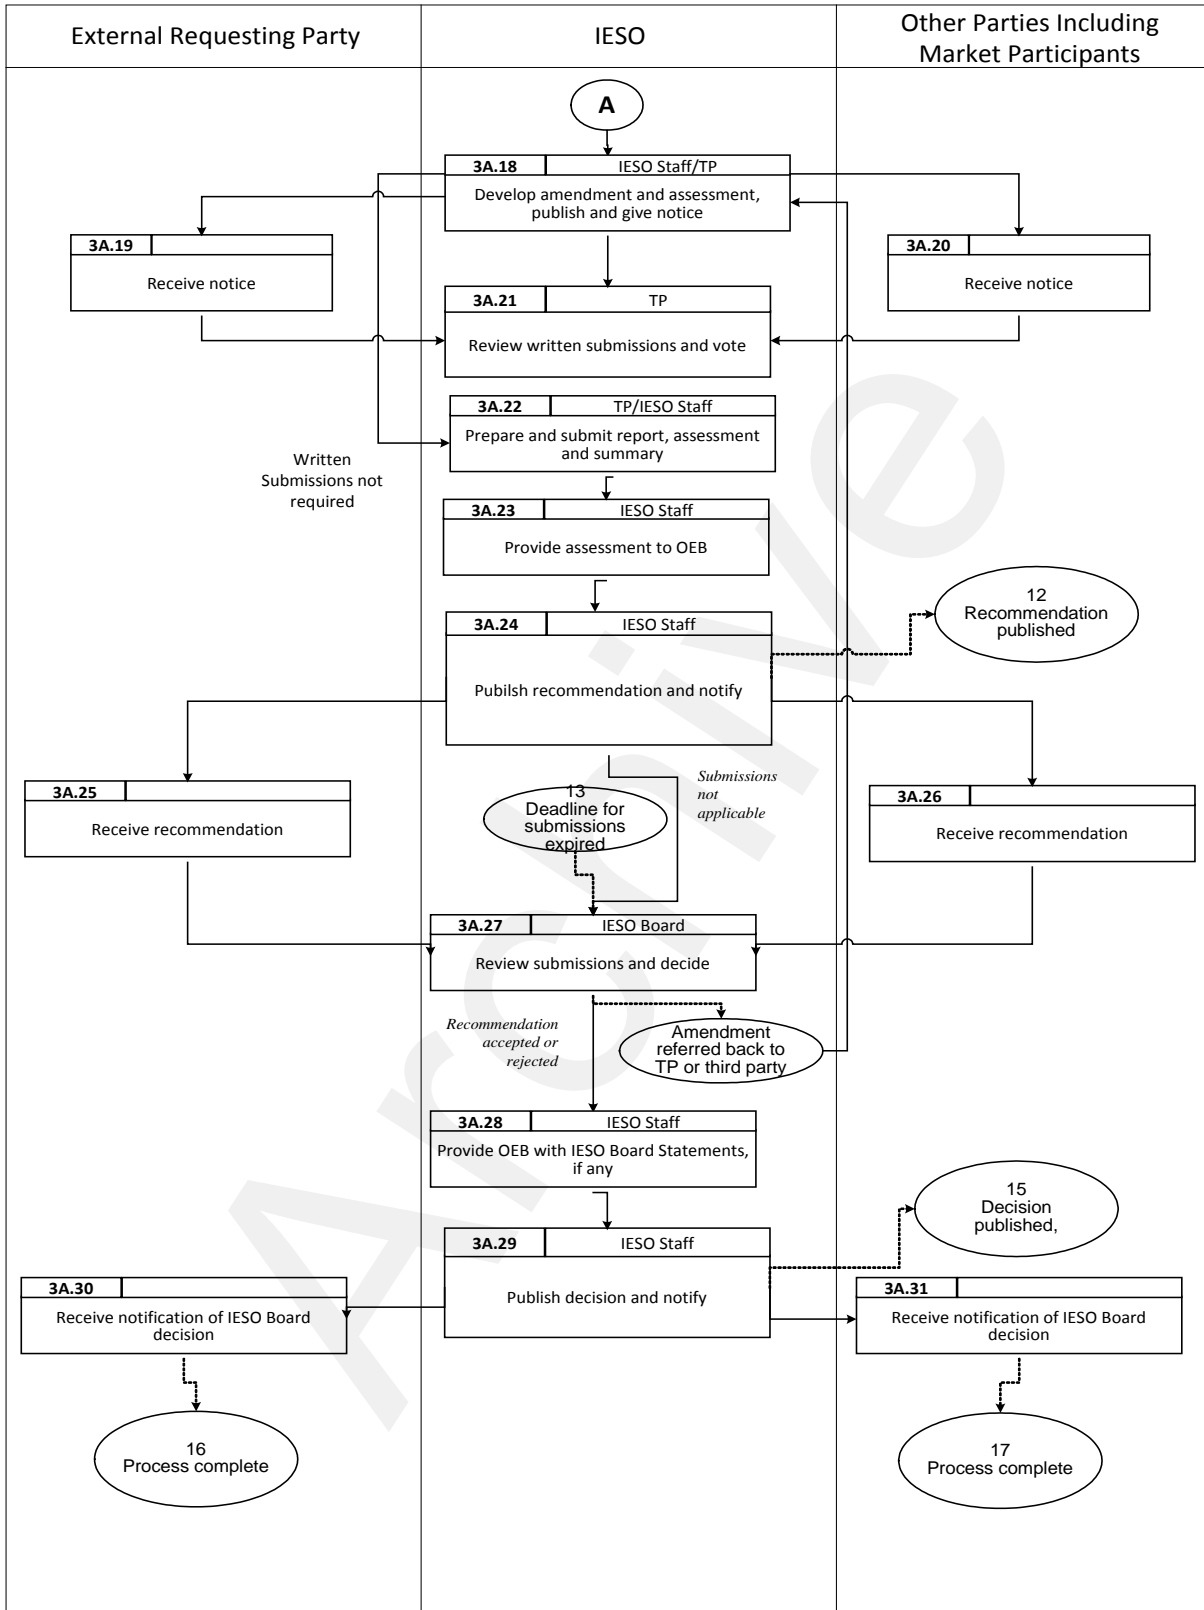 External Requesting Party
IESO
Other Parties Including
Market Participants
A
3A.18
IESO Staff/TP
Develop amendment and assessment,
publish and give notice
3A.19
Receive notice
3A.20
Receive notice
3A.21
TP
Review written submissions and vote
3A.22
TP/IESO Staff
Prepare and submit report, assessment
and summary
Written
Submissions not
required
3A.23
IESO Staff
Provide assessment to OEB
12
Recommendation
published
3A.24
IESO Staff
Pubilsh recommendation and notify
Submissions
not
applicable
3A.25
Receive recommendation
13
Deadline for
submissions
expired
3A.26
Receive recommendation
3A.27
IESO Board
Review submissions and decide
Recommendation
accepted or
rejected
Amendment
referred back to
TP or third party
3A.28
IESO Staff
Provide OEB with IESO Board Statements,
if any
15
Decision
published,
3A.29
IESO Staff
Publish decision and notify
3A.30
Receive notification of IESO Board
decision
3A.31
Receive notification of IESO Board
decision
16
Process complete
17
Process complete
Archive